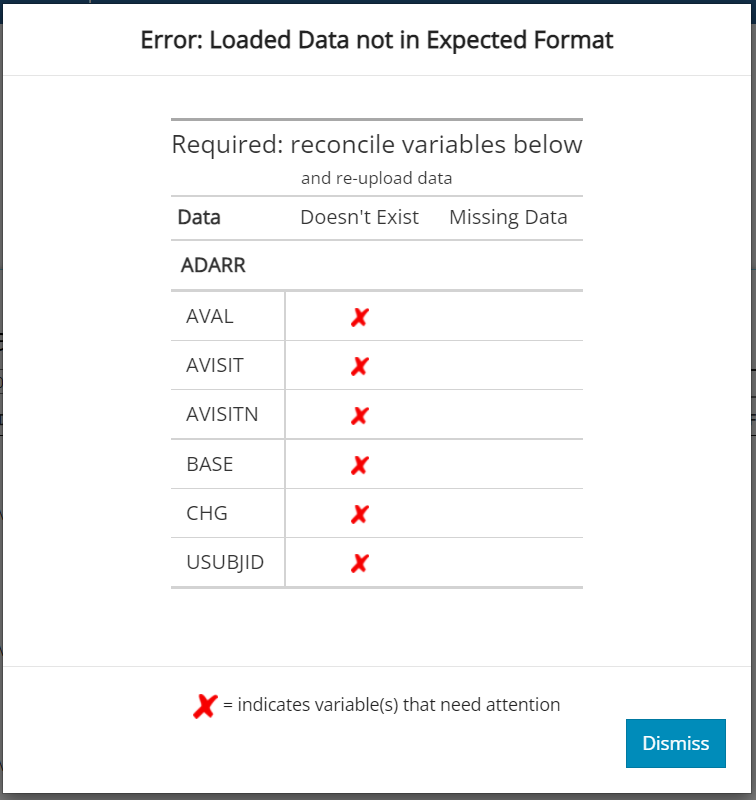 Error: Loaded Data not in Expected Format
Required: reconcile variables below
and re-upload data
Data Doesn't Exist Missing Data
ADARR
AVAL
AVISIT
AVISITN
BASE
CHG
USUBJID
= indicates variable(s) that need attention
Dismiss